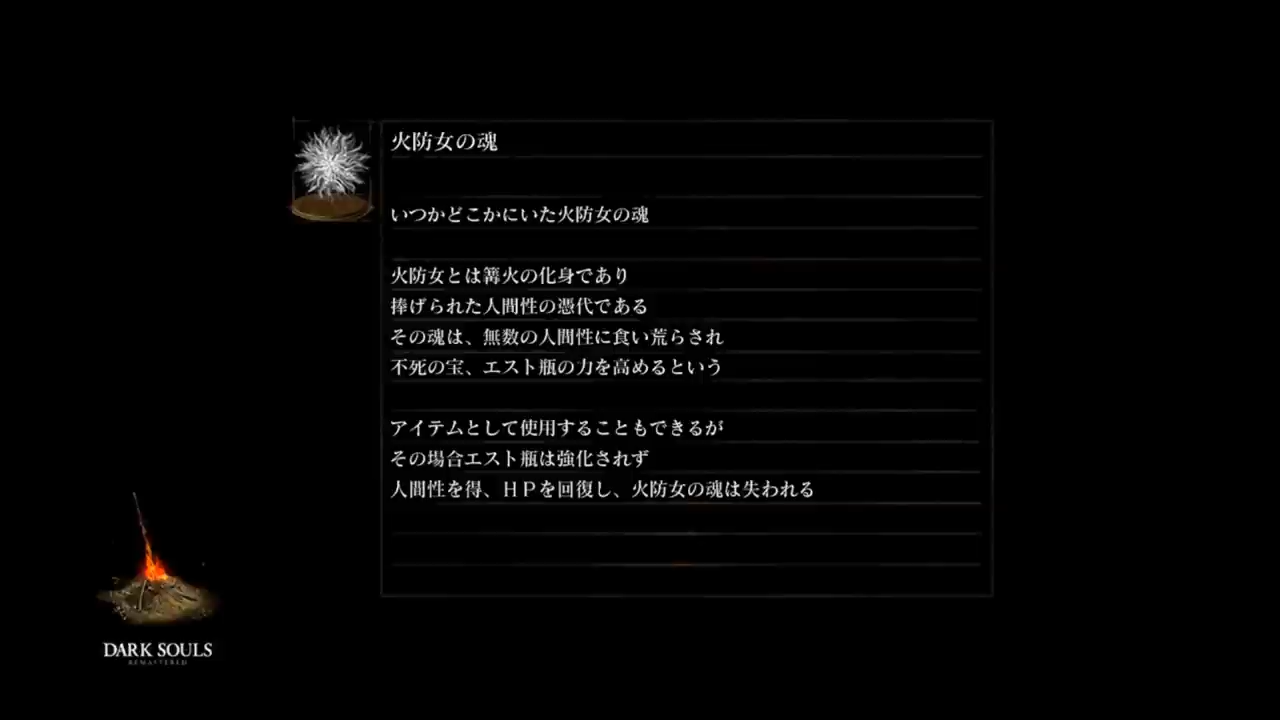 火防女の魂
いつかどこかにいた火防女の魂
火防女とは篝火の化身であり
捧げられた人間性の憑代である
その魂は、無数の人間性に食い荒らされ
不死の宝、エスト瓶の力を高めるという
アイテムとして使用することもできるが
その場合エスト瓶は強化されず
人間性を得、ＨＰを回復し、火防女の魂は失われる
DARK SOULS
REMASTERED